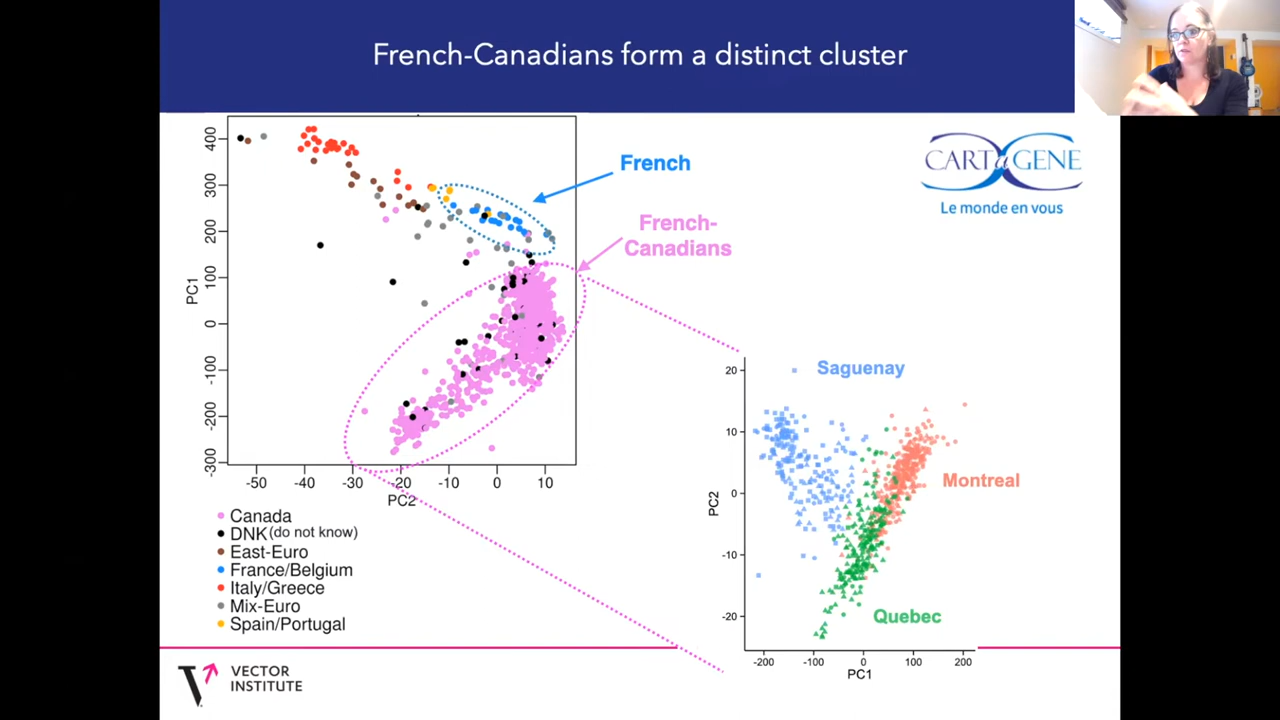 French-Canadians form a distinct cluster
French
French-
Canadians
CARTaGENE
Le monde en vous
PC1
400
300
200
100
0
-100
-200
-300
-50
-40
-30
-20
-10
0
10
PC2
Canada
DNK (do not know)
East-Euro
France/Belgium
Italy/Greece
Mix-Euro
Spain/Portugal
Saguenay
Montreal
Quebec
PC2
20
10
0
-10
-20
-200
-100
0
100
200
PC1
VECTOR
INSTITUTE